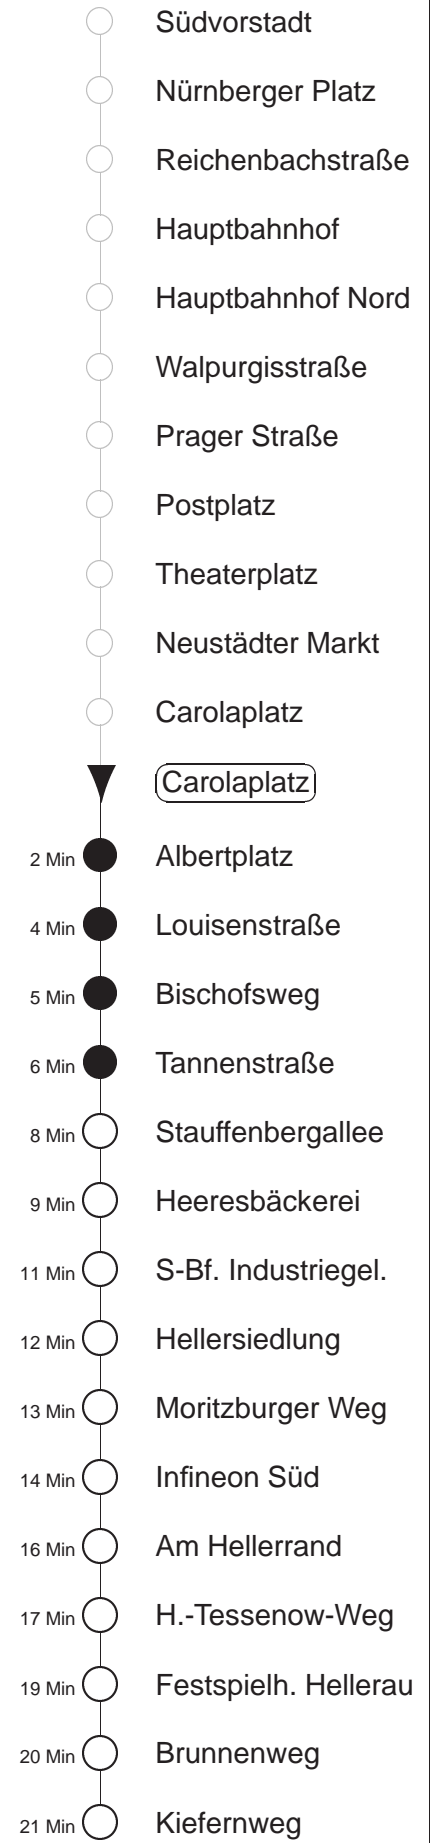 Südvorstadt
Nürnberger Platz
Reichenbachstraße
Hauptbahnhof
Hauptbahnhof Nord
Walpurgisstraße
Prager Straße
Postplatz
Theaterplatz
Neustädter Markt
Carolaplatz
Carolaplatz
2 Min Albertplatz
4 Min Louisenstraße
5 Min Bischofsweg
6 Min Tannenstraße
8 Min Stauffenbergallee
9 Min Heeresbäckerei
11 Min S-Bf. Industriegel.
12 Min Hellersiedlung
13 Min Moritzburger Weg
14 Min Infineon Süd
16 Min Am Hellerrand
17 Min H.-Tessenow-Weg
19 Min Festspielh. Hellerau
20 Min Brunnenweg
21 Min Kiefernweg